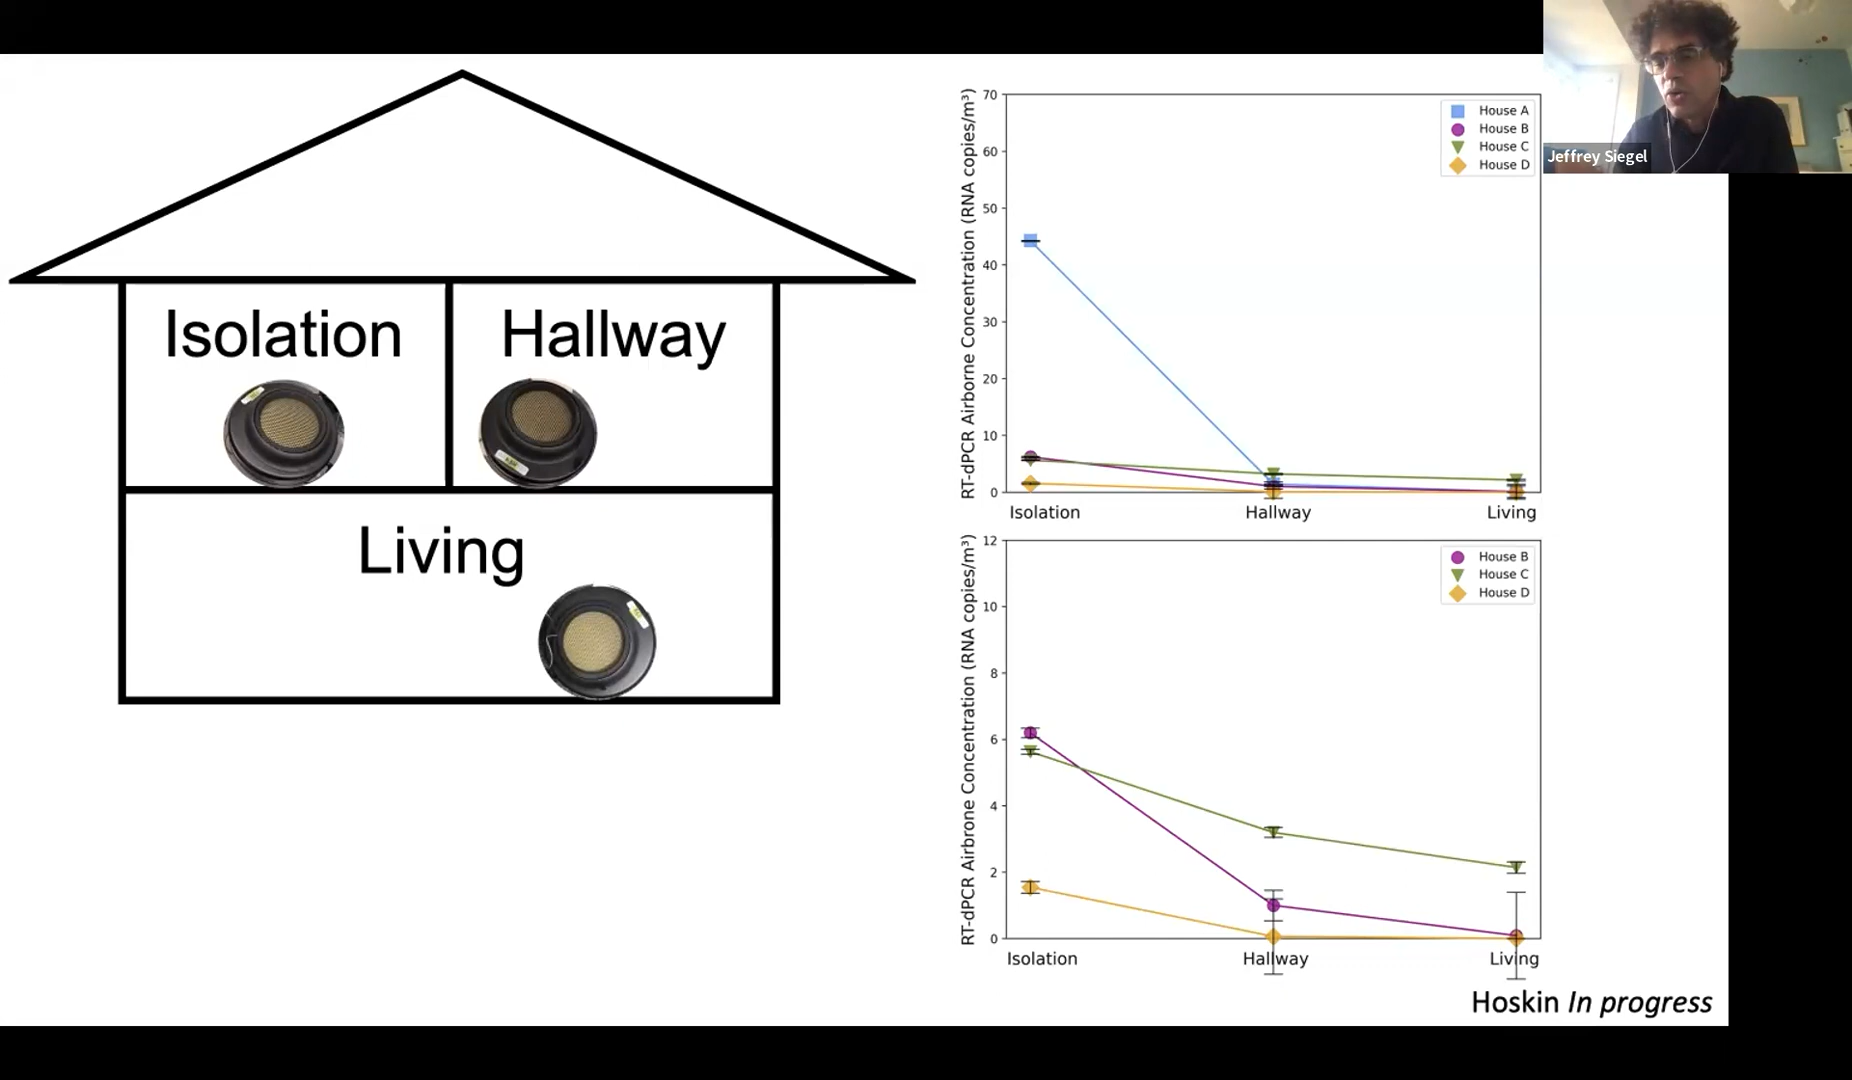 Isolation
Hallway
Living
RT-dPCR Airborne Concentration (RNA copies/m³)
70
60
50
40
30
20
10
0
House A
House B
House C
House D
Isolation
Hallway
Living
RT-dPCR Airbrone Concentration (RNA copies/m³)
12
10
8
6
4
2
0
House B
House C
House D
Isolation
Hallway
Living
Hoskin In progress
Jeffrey Siegel